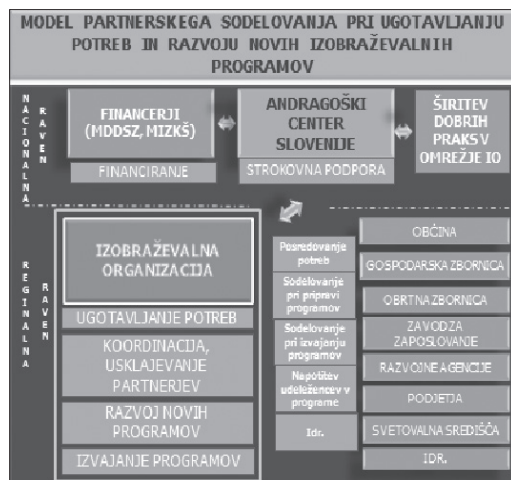 MODEL PARTNERSKEGA SODELOVANJA PRI UGOTAVLJANJU
POTREB IN RAZVOJU NOVIH IZOBRAŽEVALNIH
PROGRAMOV
NACIONALNA
RAVEN
FINANCERJI
(MDDSZ, MIZKŠ)
FINANCIRANJE
ANDRAGOŠKI
CENTER
SLOVENIJE
STROKOVNA PODPORA
ŠIRITEV
DOBRIH
PRAKS V
OMREŽJE IO
REGINALNA
RAVEN
IZOBRAŽEVALNA
ORGANIZACIJA
UGOTAVLJANJE POTREB
KOORDINACIJA,
USKLAJEVANJE
PARTNERJEV
RAZVOJ NOVIH
PROGRAMOV
IZVAJANJE PROGRAMOV
Posredovanje
potreb
Sodelovanje
pri pripravi
programov
Sodelovanje
pri izvajanju
programov
Napotitev
udeležencev v
programe
Idr.
OBČINA
GOSPODARSKA ZBORNICA
OBRTNA ZBORNICA
ZAVOD ZA
ZAPOSLOVANJE
RAZVOJNE AGENCIJE
PODJETJA
SVETOVALNA SREDIŠČA
IDR.